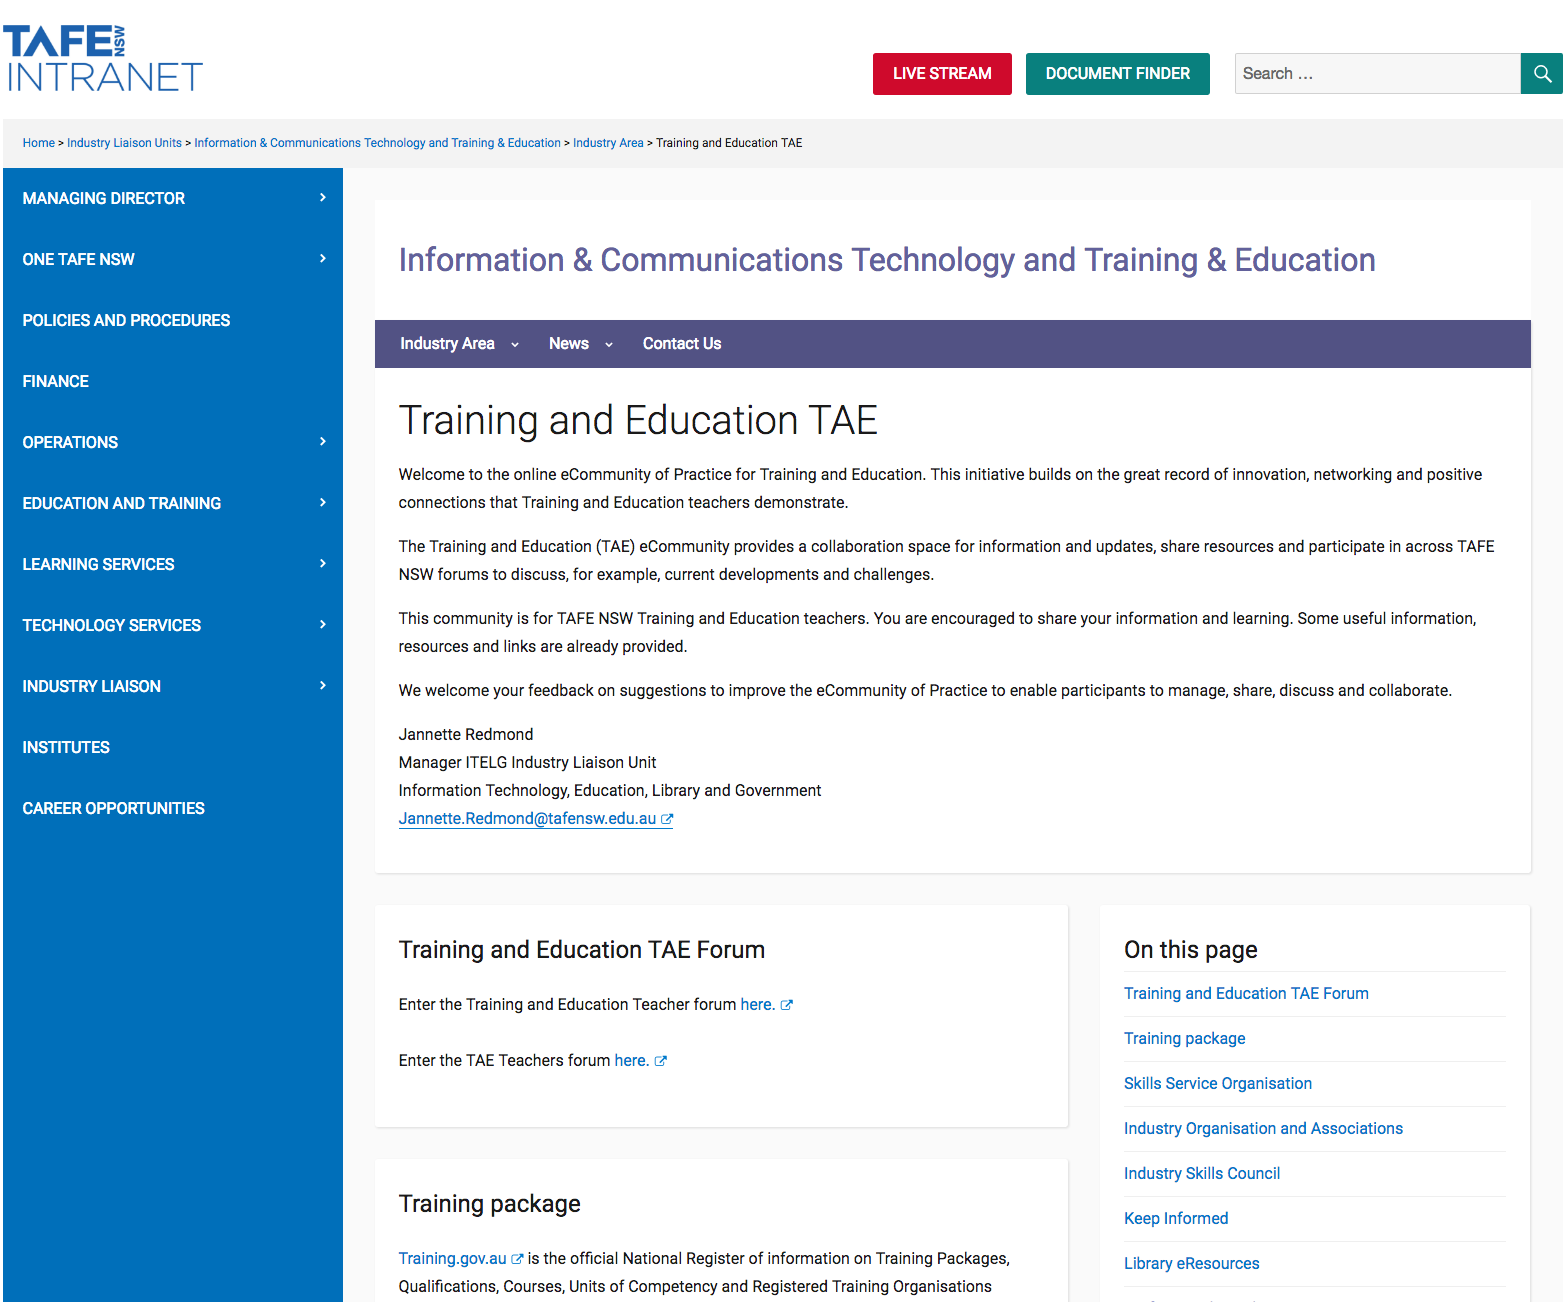 TAFE NSW
INTRANET
LIVE STREAM
DOCUMENT FINDER
Search …
Home > Industry Liaison Units > Information & Communications Technology and Training & Education > Industry Area > Training and Education TAE
MANAGING DIRECTOR
ONE TAFE NSW
POLICIES AND PROCEDURES
FINANCE
OPERATIONS
EDUCATION AND TRAINING
LEARNING SERVICES
TECHNOLOGY SERVICES
INDUSTRY LIAISON
INSTITUTES
CAREER OPPORTUNITIES
Information & Communications Technology and Training & Education
Industry Area
News
Contact Us
Training and Education TAE
Welcome to the online eCommunity of Practice for Training and Education. This initiative builds on the great record of innovation, networking and positive
connections that Training and Education teachers demonstrate.
The Training and Education (TAE) eCommunity provides a collaboration space for information and updates, share resources and participate in across TAFE
NSW forums to discuss, for example, current developments and challenges.
This community is for TAFE NSW Training and Education teachers. You are encouraged to share your information and learning. Some useful information,
resources and links are already provided.
We welcome your feedback on suggestions to improve the eCommunity of Practice to enable participants to manage, share, discuss and collaborate.
Jannette Redmond
Manager ITELG Industry Liaison Unit
Information Technology, Education, Library and Government
Jannette.Redmond@tafensw.edu.au
Training and Education TAE Forum
Enter the Training and Education Teacher forum here.
Enter the TAE Teachers forum here.
Training package
Training.gov.au is the official National Register of information on Training Packages,
Qualifications, Courses, Units of Competency and Registered Training Organisations
On this page
Training and Education TAE Forum
Training package
Skills Service Organisation
Industry Organisation and Associations
Industry Skills Council
Keep Informed
Library eResources